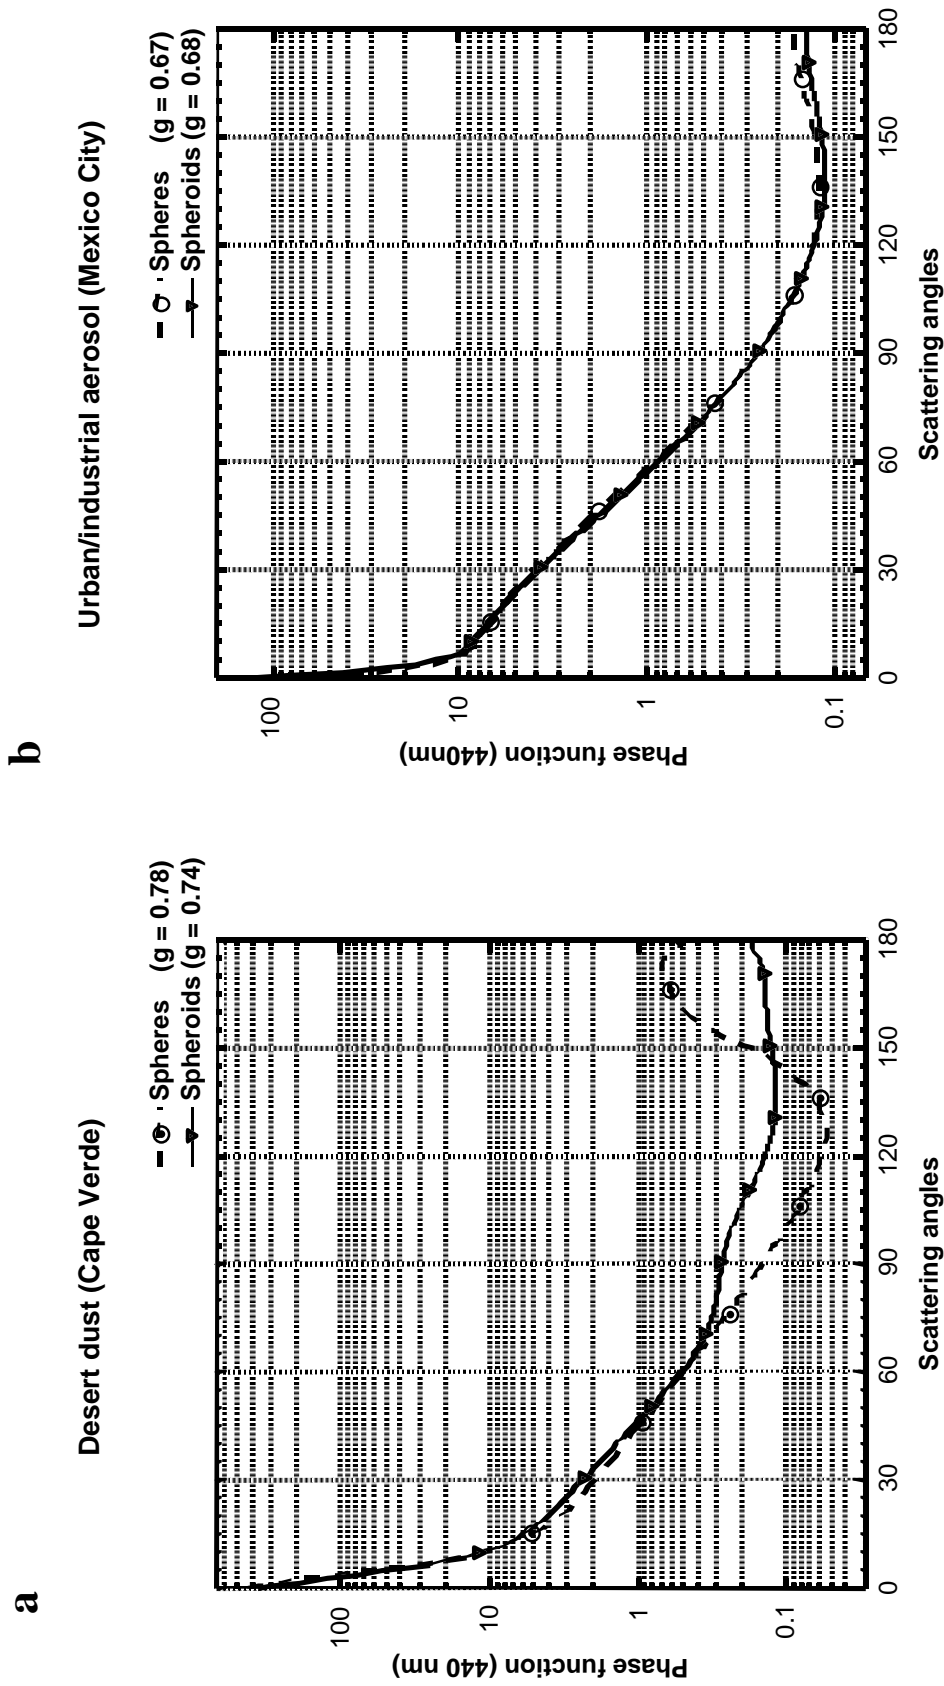 a
Desert dust (Cape Verde)
Spheres (g = 0.78)
Spheroids (g = 0.74)
Phase function (440 nm)
100
10
1
0.1
0
30
60
90
120
150
180
Scattering angles
b
Urban/industrial aerosol (Mexico City)
Spheres (g = 0.67)
Spheroids (g = 0.68)
Phase function (440nm)
100
10
1
0.1
0
30
60
90
120
150
180
Scattering angles